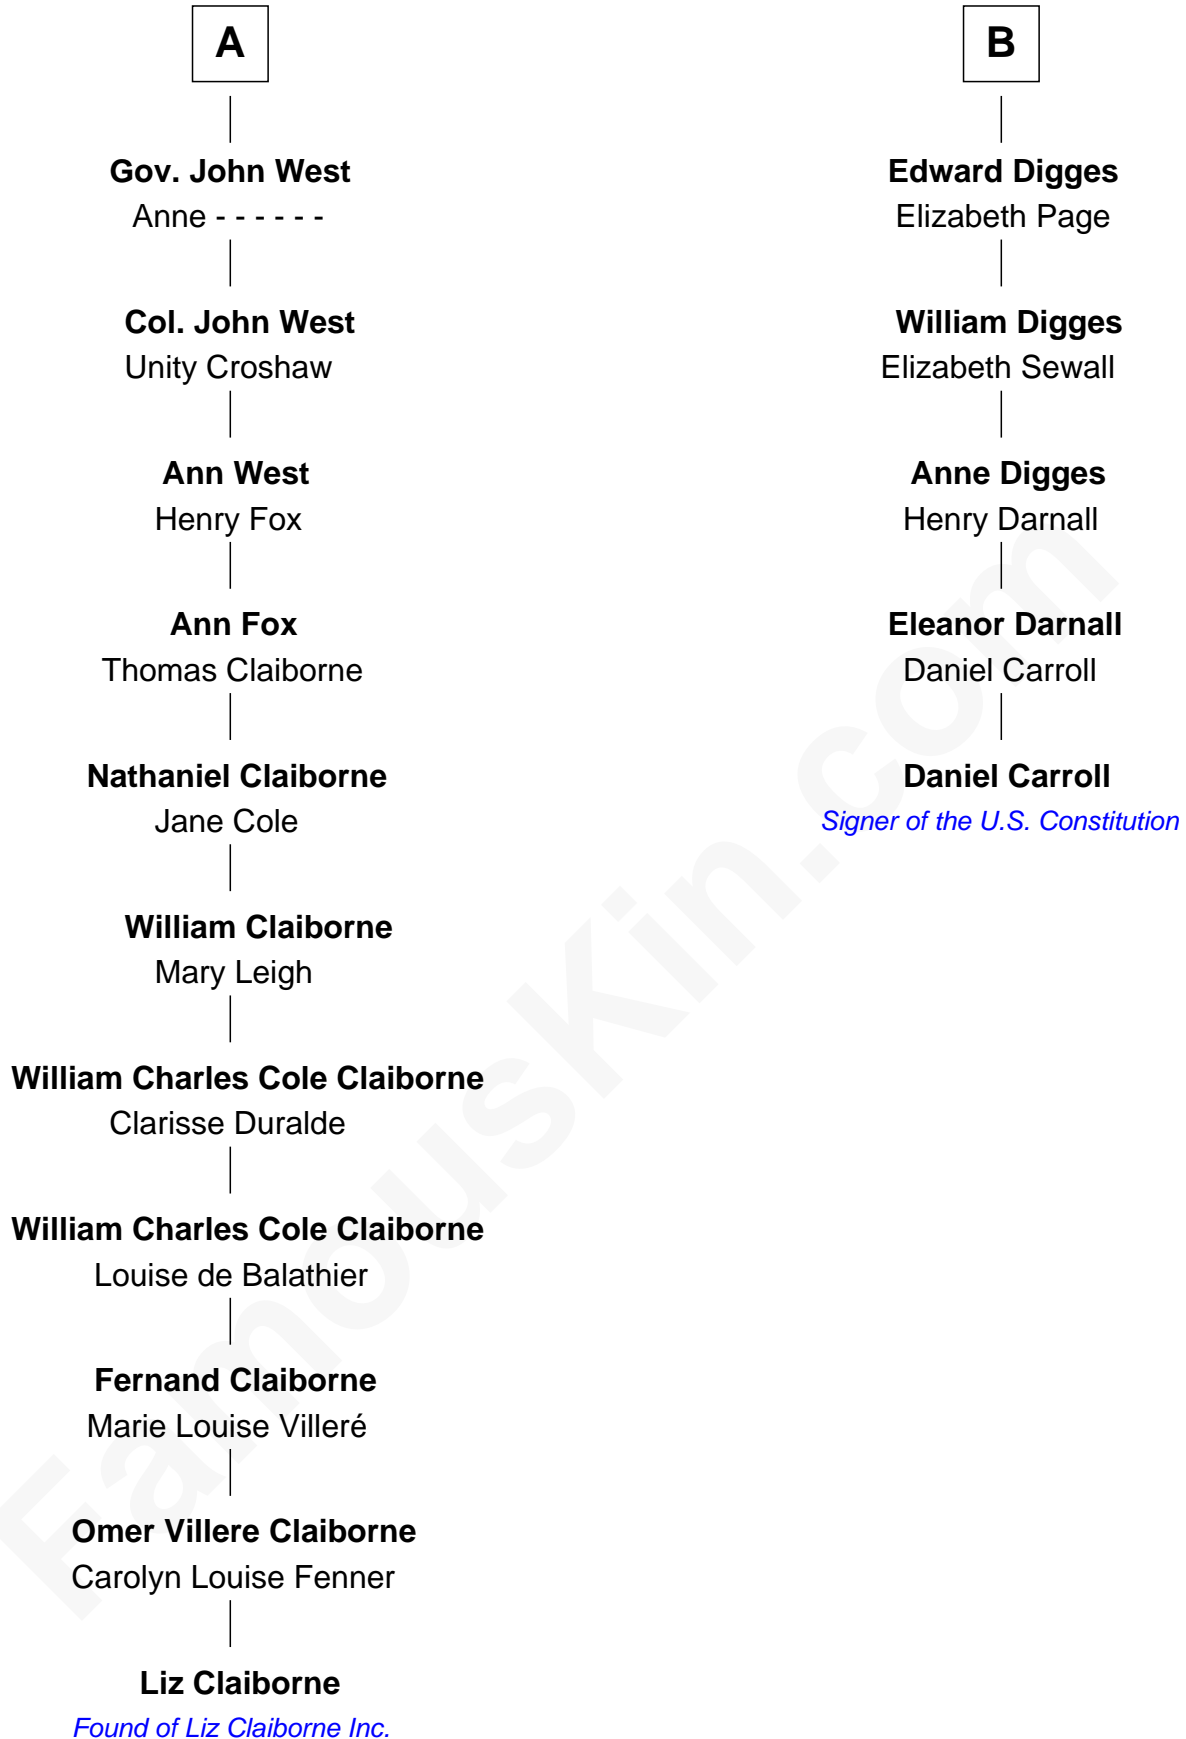 A
Gov. John West
Anne - - - - - -
Col. John West
Unity Croshaw
Ann West
Henry Fox
Ann Fox
Thomas Claiborne
Nathaniel Claiborne
Jane Cole
William Claiborne
Mary Leigh
William Charles Cole Claiborne
Clarisse Duralde
William Charles Cole Claiborne
Louise de Balathier
Fernand Claiborne
Marie Louise Villeré
Omer Villere Claiborne
Carolyn Louise Fenner
Liz Claiborne
Found of Liz Claiborne Inc.
B
Edward Digges
Elizabeth Page
William Digges
Elizabeth Sewall
Anne Digges
Henry Darnall
Eleanor Darnall
Daniel Carroll
Daniel Carroll
Signer of the U.S. Constitution
FamousKin.com